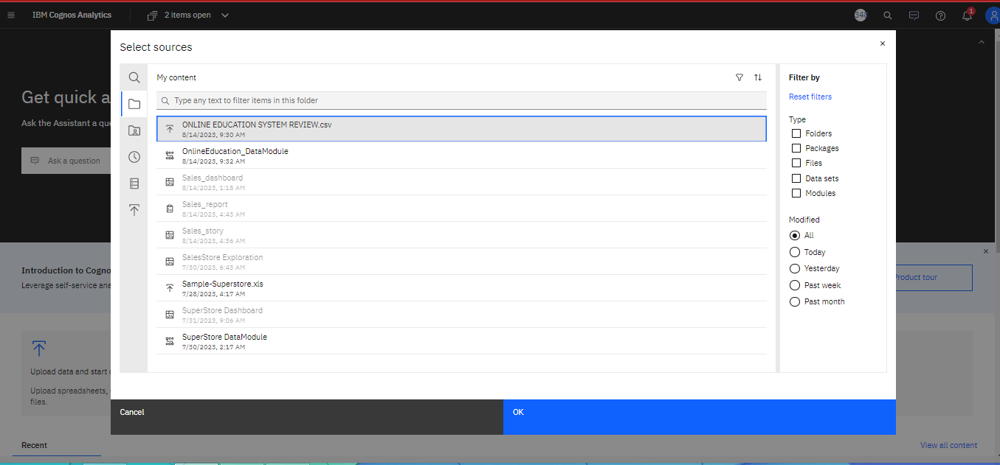 IBM Cognos Analytics
2 items open
348
1
Select sources
Get quick a
Ask the Assistant a que
Ask a question
Introduction to Cogno
Leverage self-service ana
Product tour
Upload data and start
Upload spreadsheets,
files.
Recent
View all content
My content
Type any text to filter items in this folder
ONLINE EDUCATION SYSTEM REVIEW.csv
8/14/2023, 9:30 AM
OnlineEducation_DataModule
8/14/2023, 9:32 AM
Sales_dashboard
8/14/2023, 1:18 AM
Sales_report
8/14/2023, 4:43 AM
Sales_story
8/14/2023, 4:36 AM
SalesStore Exploration
7/30/2023, 6:43 AM
Sample-Superstore.xls
7/28/2023, 4:17 AM
SuperStore Dashboard
7/31/2023, 9:06 AM
SuperStore DataModule
7/30/2023, 2:17 AM
Filter by
Reset filters
Type
Folders
Packages
Files
Data sets
Modules
Modified
All
Today
Yesterday
Past week
Past month
Cancel
OK